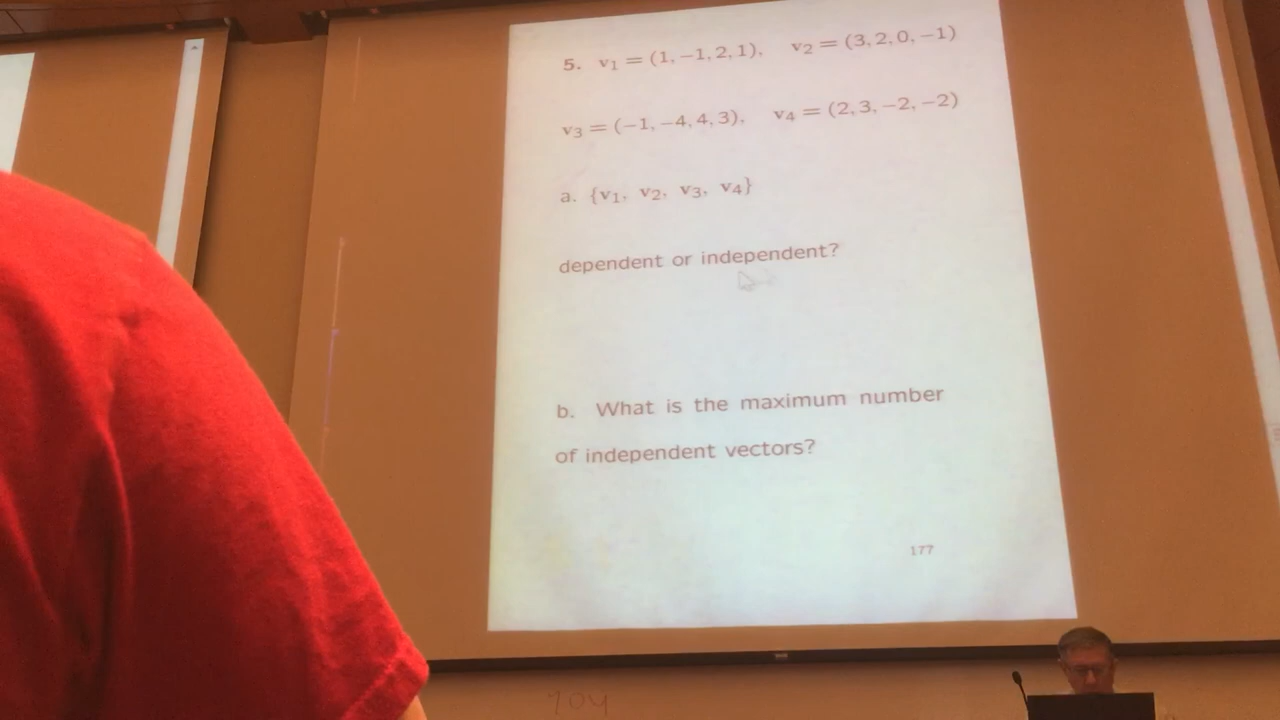 5. v₁ = (1, −1, 2, 1), v₂ = (3, 2, 0, −1)
v₃ = (−1, −4, 4, 3), v₄ = (2, 3, −2, −2)
a. {v₁, v₂, v₃, v₄}
dependent or independent?
b. What is the maximum number
of independent vectors?
177